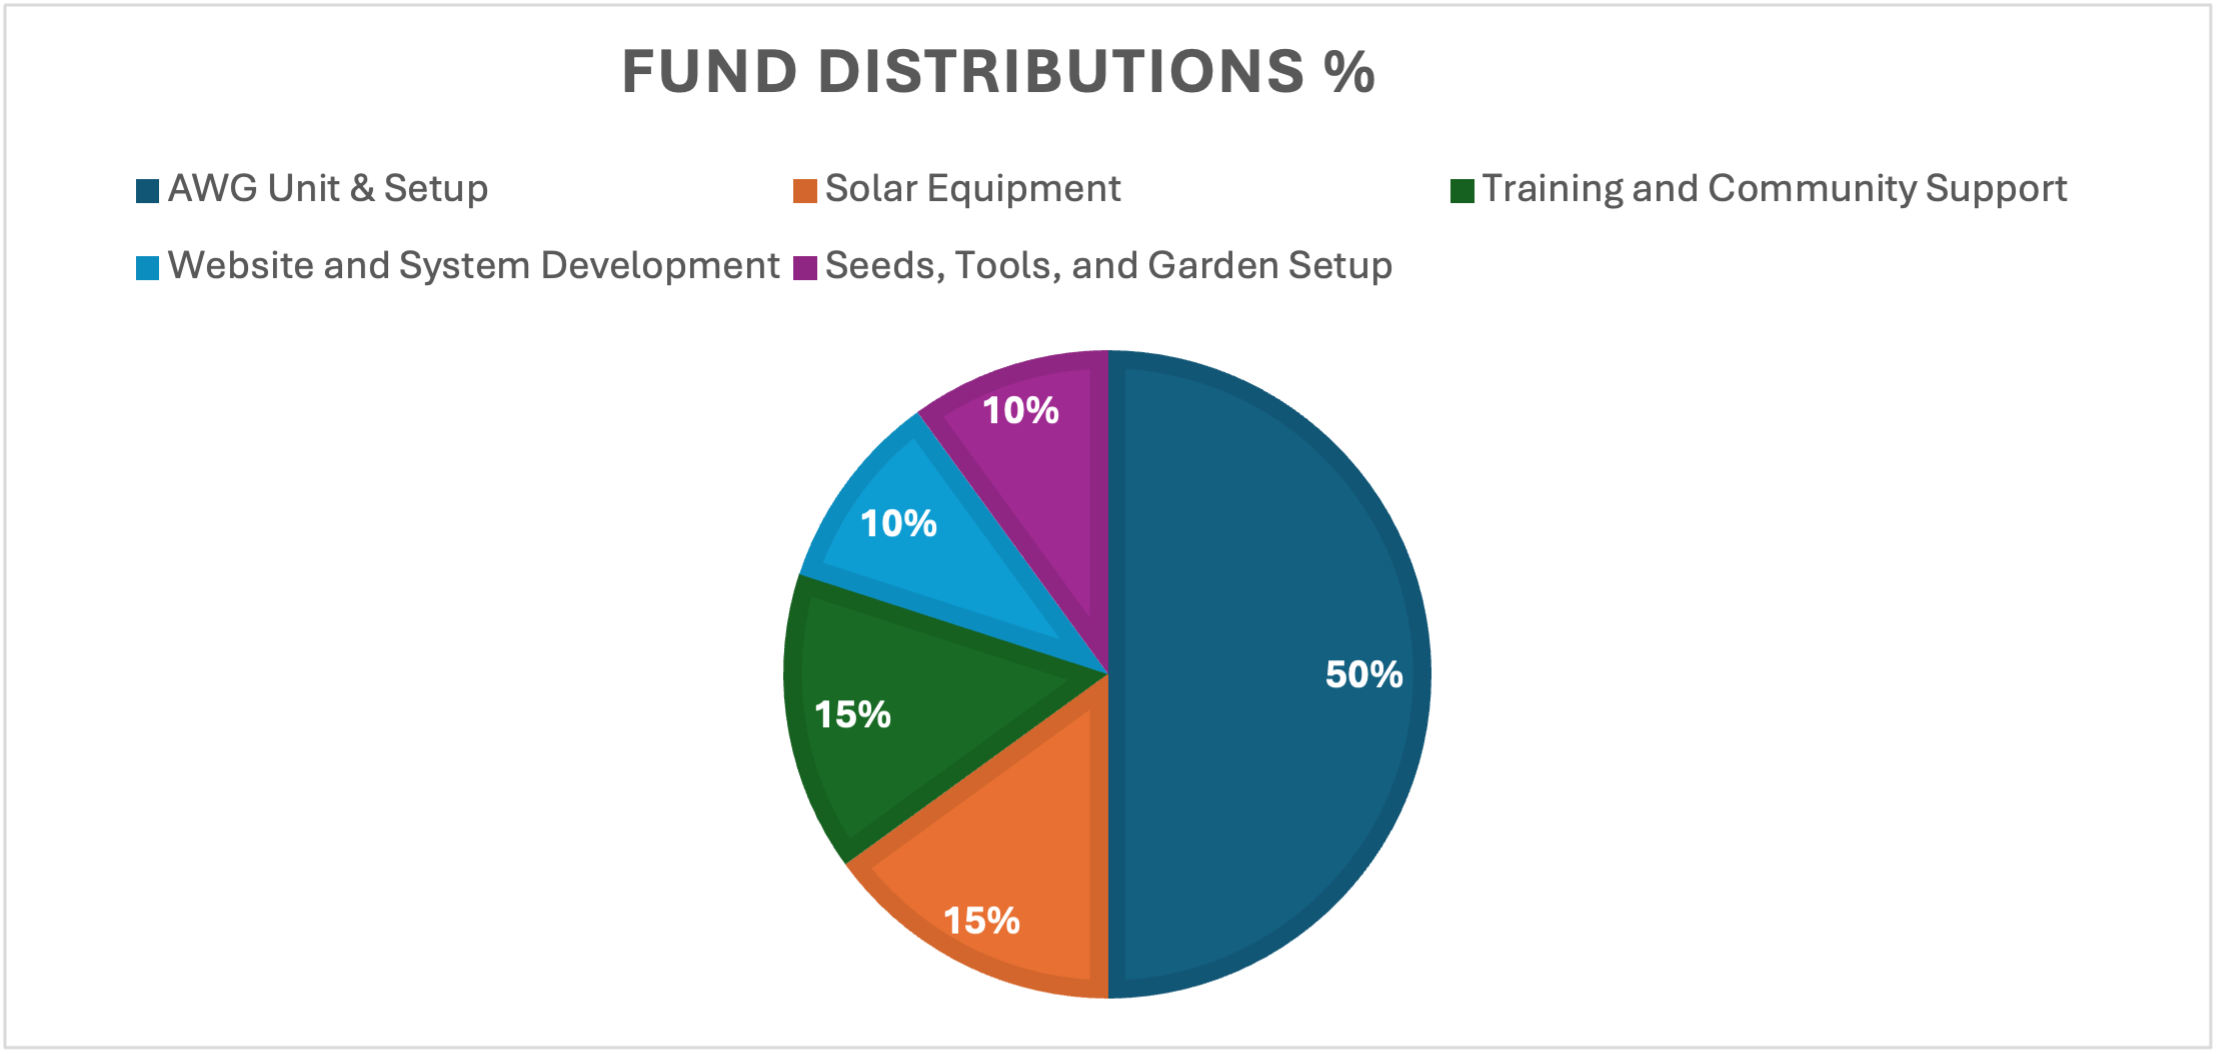 FUND DISTRIBUTIONS %
AWG Unit & Setup
Solar Equipment
Training and Community Support
Website and System Development
Seeds, Tools, and Garden Setup
10%
10%
50%
15%
15%